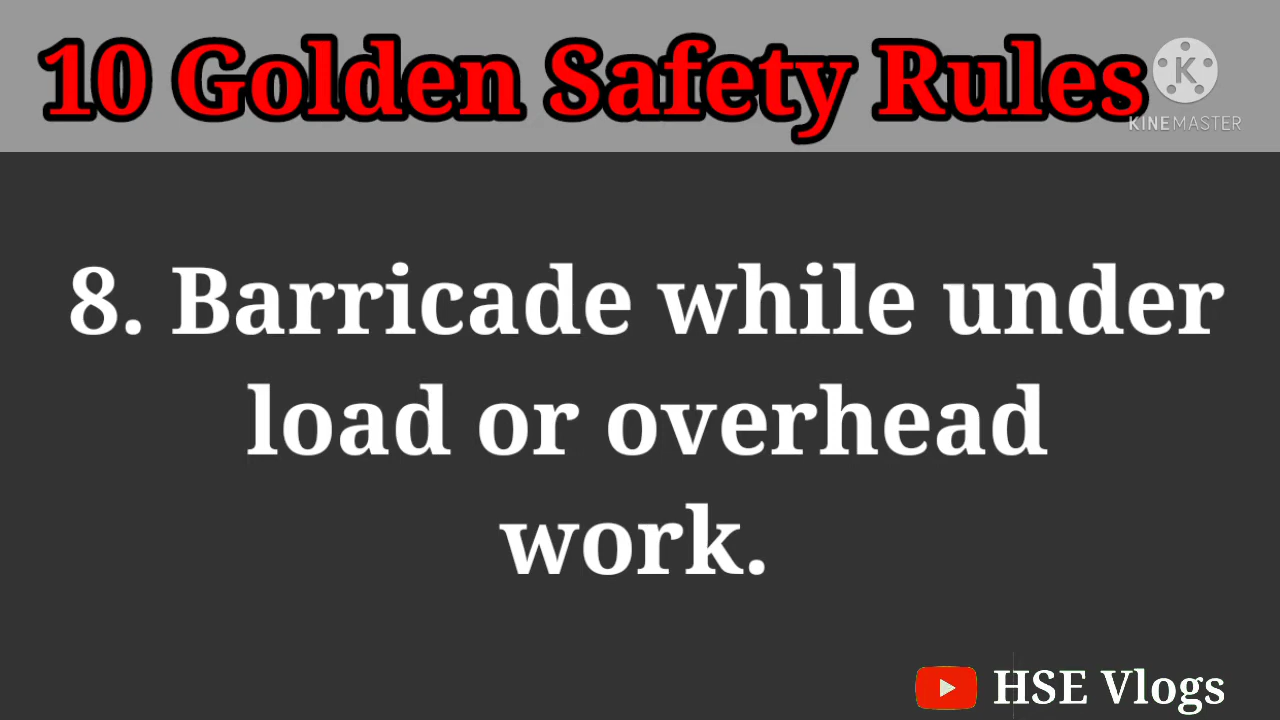 10 Golden Safety Rules
K
KINEMASTER
8. Barricade while under
load or overhead
work.
HSE Vlogs